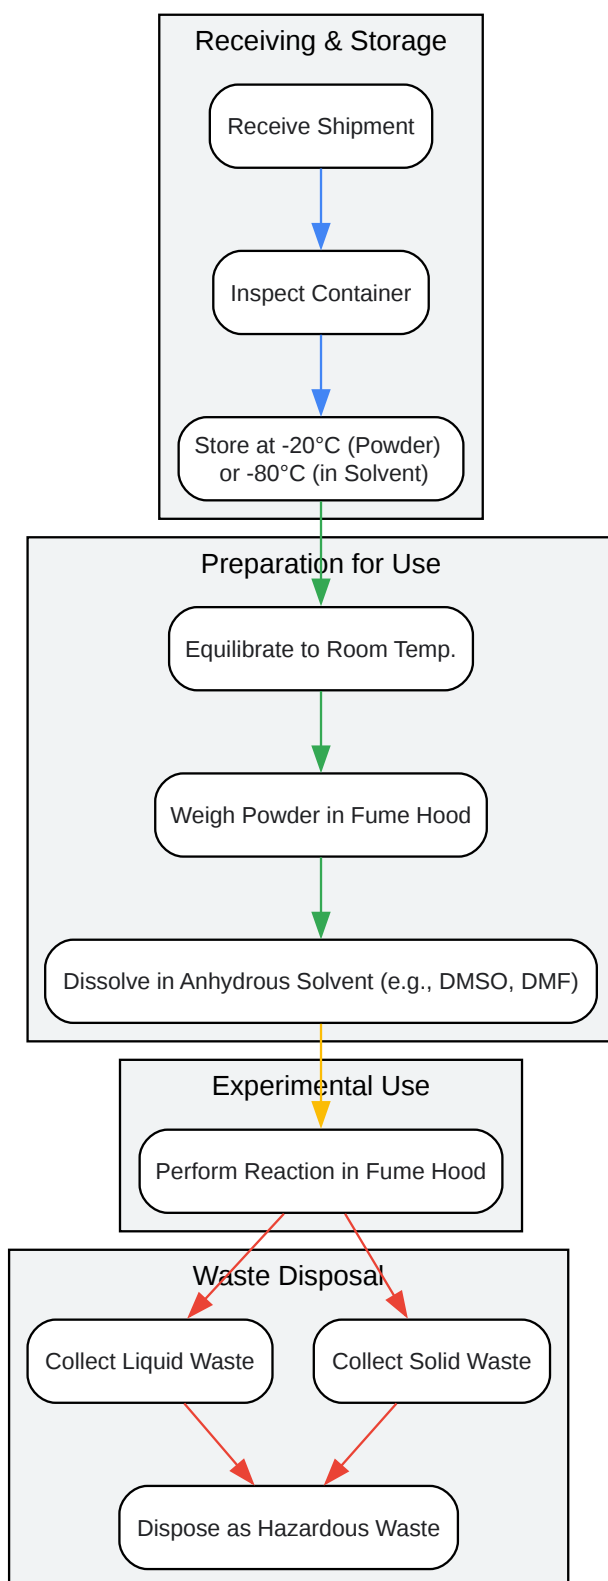 Receiving & Storage
Receive Shipment
Inspect Container
Store at -20°C (Powder)
or -80°C (in Solvent)
Preparation for Use
Equilibrate to Room Temp.
Weigh Powder in Fume Hood
Dissolve in Anhydrous Solvent (e.g., DMSO, DMF)
Experimental Use
Perform Reaction in Fume Hood
Waste Disposal
Collect Liquid Waste
Collect Solid Waste
Dispose as Hazardous Waste